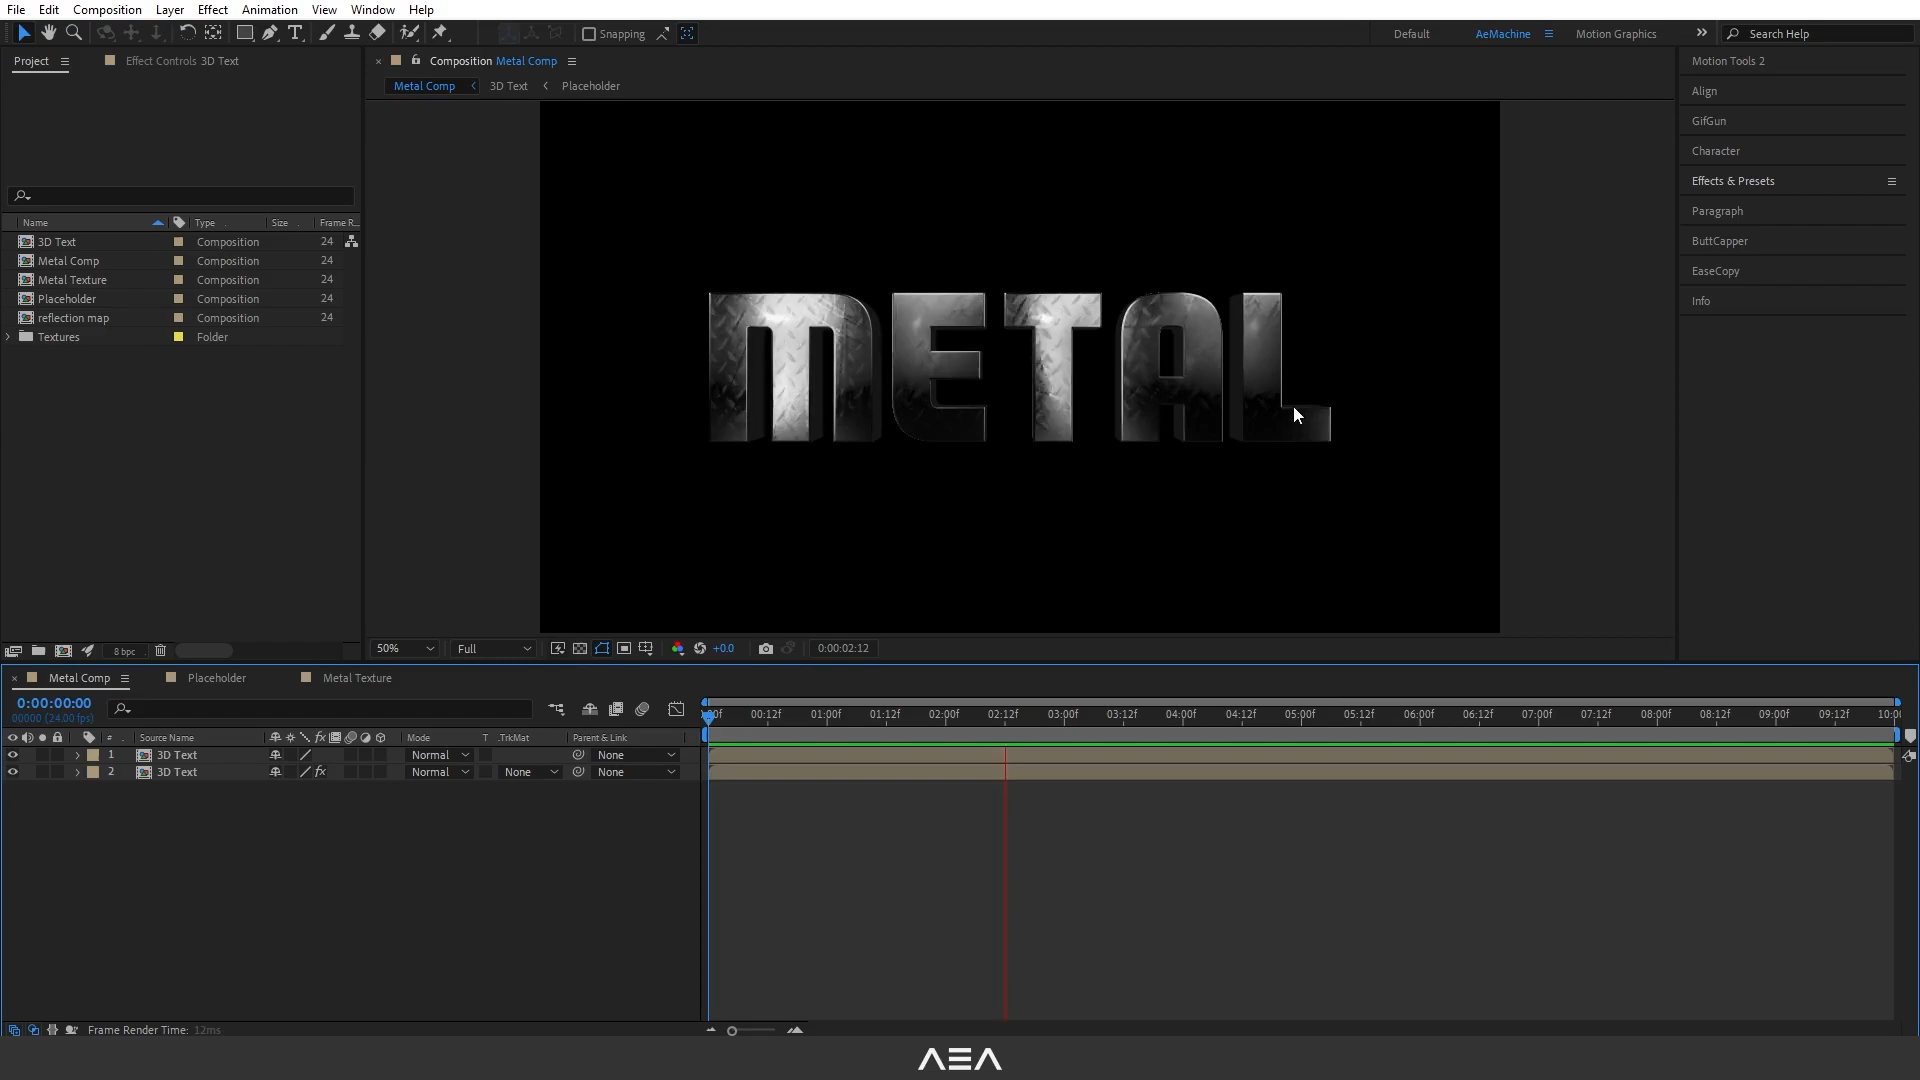 File Edit Composition Layer Effect Animation View Window Help
Snapping Default AeMachine Motion Graphics Search Help
Project Effect Controls 3D Text
Composition Metal Comp
Metal Comp 3D Text Placeholder
Name Type Size Frame R...
3D Text Composition 24
Metal Comp Composition 24
Metal Texture Composition 24
Placeholder Composition 24
reflection map Composition 24
Textures Folder
METAL
Motion Tools 2
Align
GifGun
Character
Effects & Presets
Paragraph
ButtCapper
EaseCopy
Info
8 bpc
50% Full +0.0 0:00:02:12
Metal Comp Placeholder Metal Texture
0:00:00:00
00000 (24.00 fps)
00f 00:12f 01:00f 01:12f 02:00f 02:12f 03:00f 03:12f 04:00f 04:12f 05:00f 05:12f 06:00f 06:12f 07:00f 07:12f 08:00f 08:12f 09:00f 09:12f 10:0
# Source Name Mode T .TrkMat Parent & Link
1 3D Text Normal None
2 3D Text fx Normal None None
Frame Render Time: 12ms
AEA